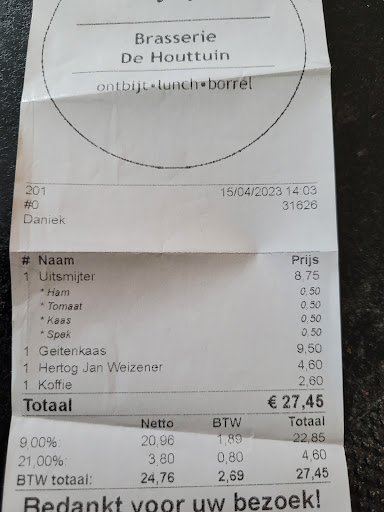 Brasserie
De Houttuin
ontbijt • lunch • borrel
201 15/04/2023 14:03
#0 31626
Daniek
# Naam Prijs
1 Uitsmijter 8,75
* Ham 0,50
* Tomaat 0,50
* Kaas 0,50
* Spek 0,50
1 Geitenkaas 9,50
1 Hertog Jan Weizener 4,60
1 Koffie 2,60
Totaal € 27,45
Netto BTW Totaal
9,00%: 20,96 1,89 22,85
21,00%: 3,80 0,80 4,60
BTW totaal: 24,76 2,69 27,45
Bedankt voor uw bezoek!